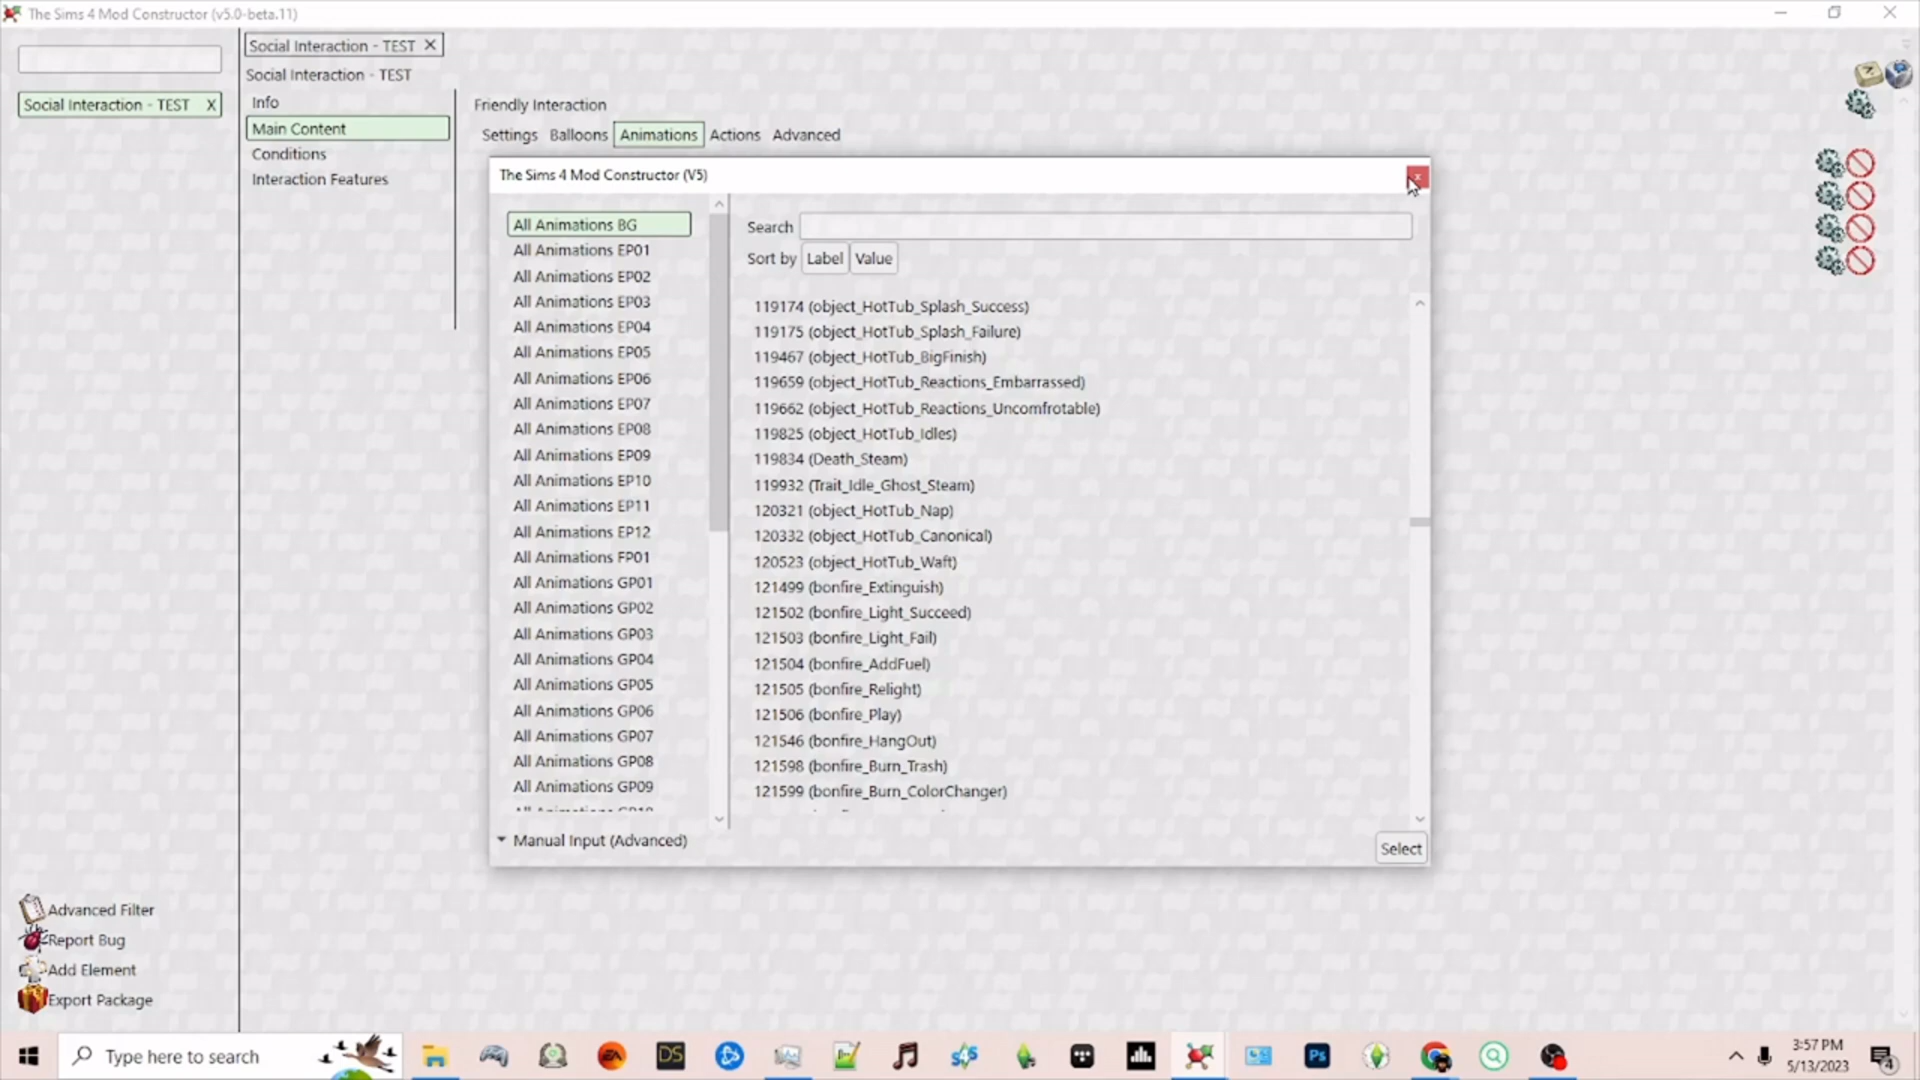 The Sims 4 Mod Constructor (v5.0-beta.11)
Social Interaction - TEST X
Social Interaction - TEST
Social Interaction - TEST X
Info
Main Content
Conditions
Interaction Features
Friendly Interaction
Settings Balloons Animations Actions Advanced
The Sims 4 Mod Constructor (V5)
All Animations BG
All Animations EP01
All Animations EP02
All Animations EP03
All Animations EP04
All Animations EP05
All Animations EP06
All Animations EP07
All Animations EP08
All Animations EP09
All Animations EP10
All Animations EP11
All Animations EP12
All Animations FP01
All Animations GP01
All Animations GP02
All Animations GP03
All Animations GP04
All Animations GP05
All Animations GP06
All Animations GP07
All Animations GP08
All Animations GP09
Search
Sort by Label Value
119174 (object_HotTub_Splash_Success)
119175 (object_HotTub_Splash_Failure)
119467 (object_HotTub_BigFinish)
119659 (object_HotTub_Reactions_Embarrassed)
119662 (object_HotTub_Reactions_Uncomfrotable)
119825 (object_HotTub_Idles)
119834 (Death_Steam)
119932 (Trait_Idle_Ghost_Steam)
120321 (object_HotTub_Nap)
120332 (object_HotTub_Canonical)
120523 (object_HotTub_Waft)
121499 (bonfire_Extinguish)
121502 (bonfire_Light_Succeed)
121503 (bonfire_Light_Fail)
121504 (bonfire_AddFuel)
121505 (bonfire_Relight)
121506 (bonfire_Play)
121546 (bonfire_HangOut)
121598 (bonfire_Burn_Trash)
121599 (bonfire_Burn_ColorChanger)
Manual Input (Advanced)
Select
Advanced Filter
Report Bug
Add Element
Export Package
Type here to search
EA
DS
S4S
Ps
3:57 PM
5/13/2023
4